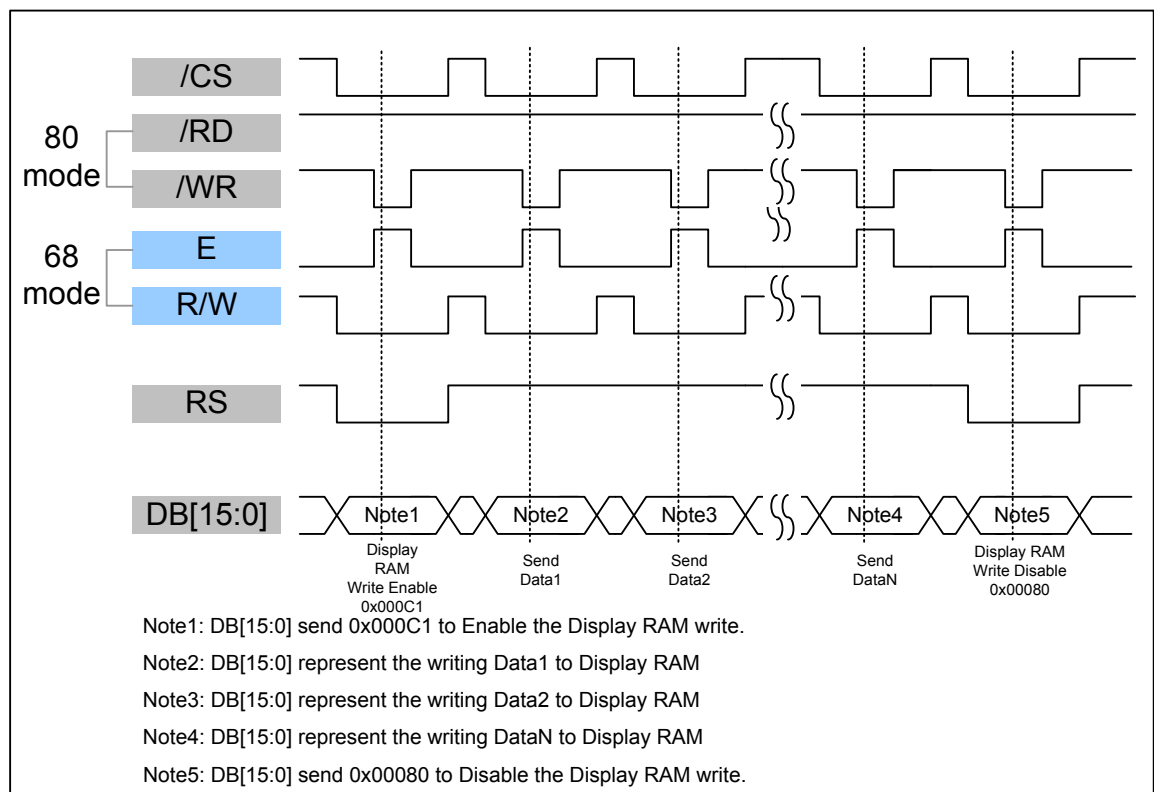 /CS
80
mode
/RD
/WR
68
mode
E
R/W
RS
DB[15:0]
Note1
Note2
Note3
Note4
Note5
Display
RAM
Write Enable
0x000C1
Send
Data1
Send
Data2
Send
DataN
Display RAM
Write Disable
0x00080
Note1: DB[15:0] send 0x000C1 to Enable the Display RAM write.
Note2: DB[15:0] represent the writing Data1 to Display RAM
Note3: DB[15:0] represent the writing Data2 to Display RAM
Note4: DB[15:0] represent the writing DataN to Display RAM
Note5: DB[15:0] send 0x00080 to Disable the Display RAM write.